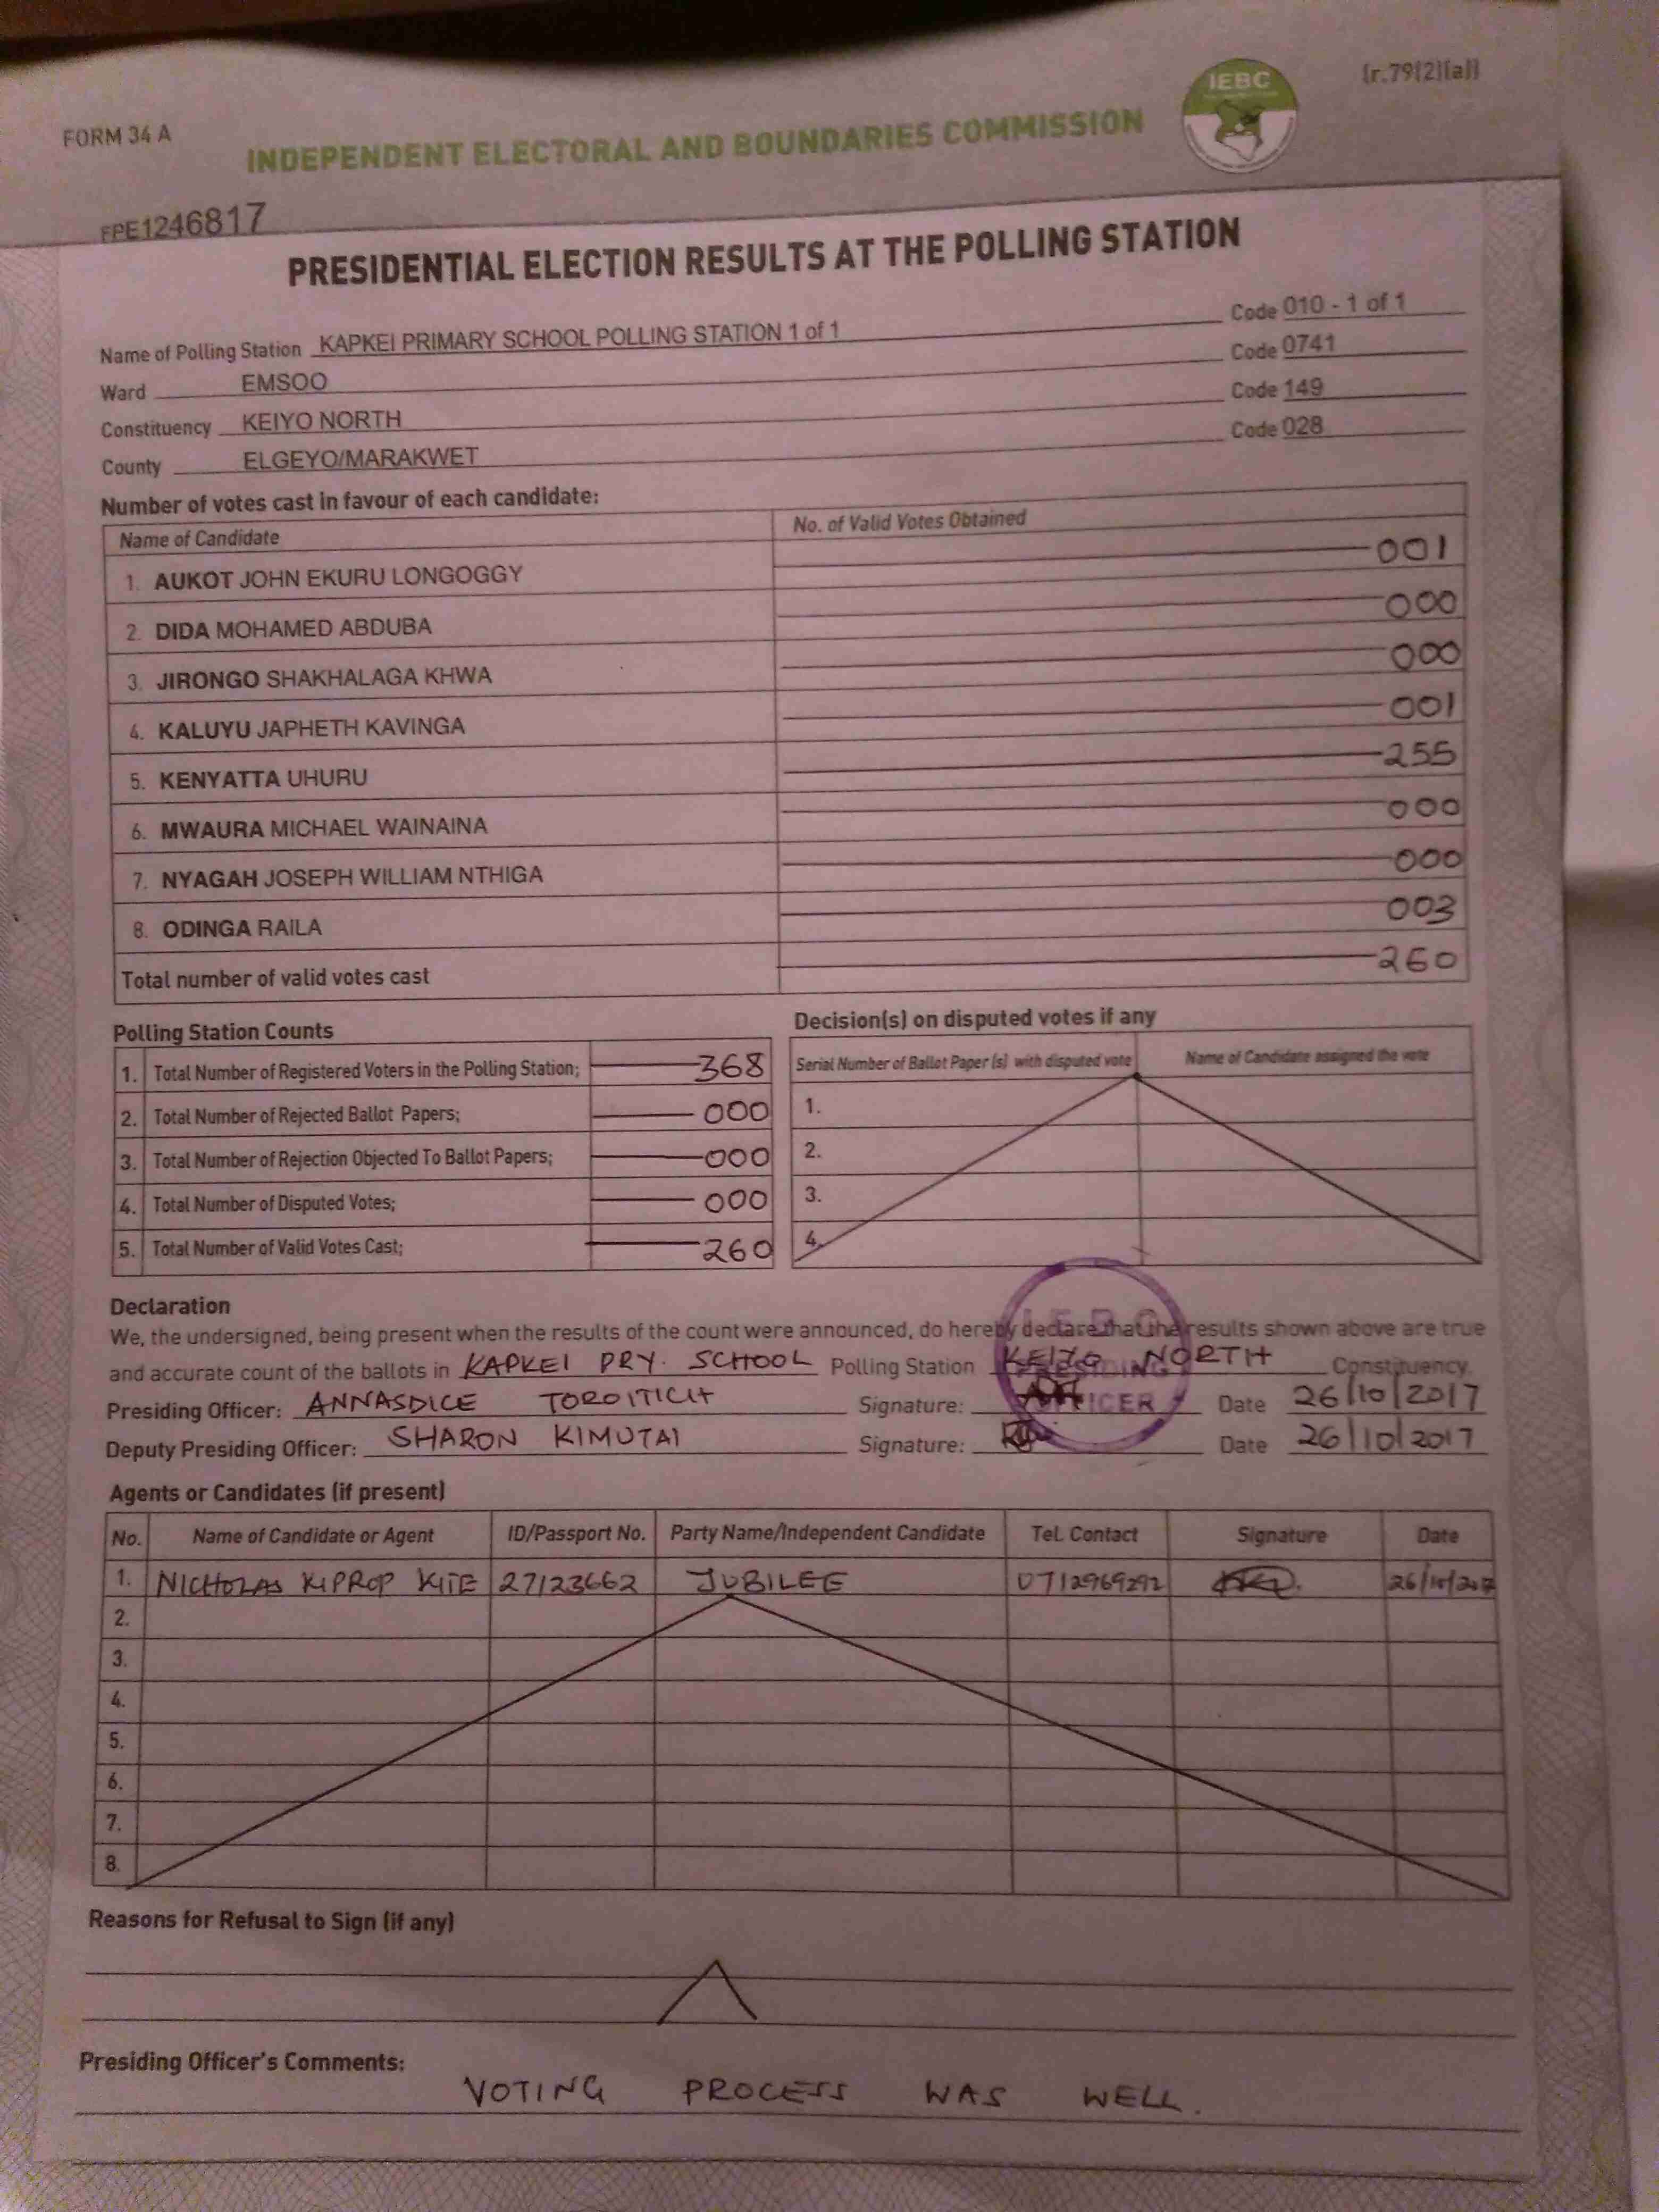 (r.79(2)(a))
IEBC
FORM 34 A
INDEPENDENT ELECTORAL AND BOUNDARIES COMMISSION
FPE1246817
PRESIDENTIAL ELECTION RESULTS AT THE POLLING STATION
Name of Polling Station KAPKEI PRIMARY SCHOOL POLLING STATION 1 of 1 Code 010 - 1 of 1
Ward EMSOO Code 0741
Constituency KEIYO NORTH Code 149
County ELGEYO/MARAKWET Code 028
Number of votes cast in favour of each candidate:
Name of Candidate No. of Valid Votes Obtained
1. AUKOT JOHN EKURU LONGOGGY 001
2. DIDA MOHAMED ABDUBA 000
3. JIRONGO SHAKHALAGA KHWA 000
4. KALUYU JAPHETH KAVINGA 001
5. KENYATTA UHURU 255
6. MWAURA MICHAEL WAINAINA 000
7. NYAGAH JOSEPH WILLIAM NTHIGA 000
8. ODINGA RAILA 003
Total number of valid votes cast 260
Polling Station Counts
1. Total Number of Registered Voters in the Polling Station; 368
2. Total Number of Rejected Ballot Papers; 000
3. Total Number of Rejection Objected To Ballot Papers; 000
4. Total Number of Disputed Votes; 000
5. Total Number of Valid Votes Cast; 260
Decision(s) on disputed votes if any
Serial Number of Ballot Paper (s) with disputed vote Name of Candidate assigned the vote
1.
2.
3.
4.
Declaration
We, the undersigned, being present when the results of the count were announced, do hereby declare that the results shown above are true
and accurate count of the ballots in KAPKEI PRY. SCHOOL Polling Station KEIYO NORTH Constituency.
Presiding Officer: ANNASDICE TOROITICH Signature: Date 26/10/2017
Deputy Presiding Officer: SHARON KIMUTAI Signature: Date 26/10/2017
I.E.B.C
PRESIDING
OFFICER
Agents or Candidates (if present)
No. Name of Candidate or Agent ID/Passport No. Party Name/Independent Candidate Tel. Contact Signature Date
1. NICHOLAS KIPROP KITE 27123662 JUBILEE 0712969292 26/10/2017
2.
3.
4.
5.
6.
7.
8.
Reasons for Refusal to Sign (if any)
Presiding Officer's Comments:
VOTING PROCESS WAS WELL.